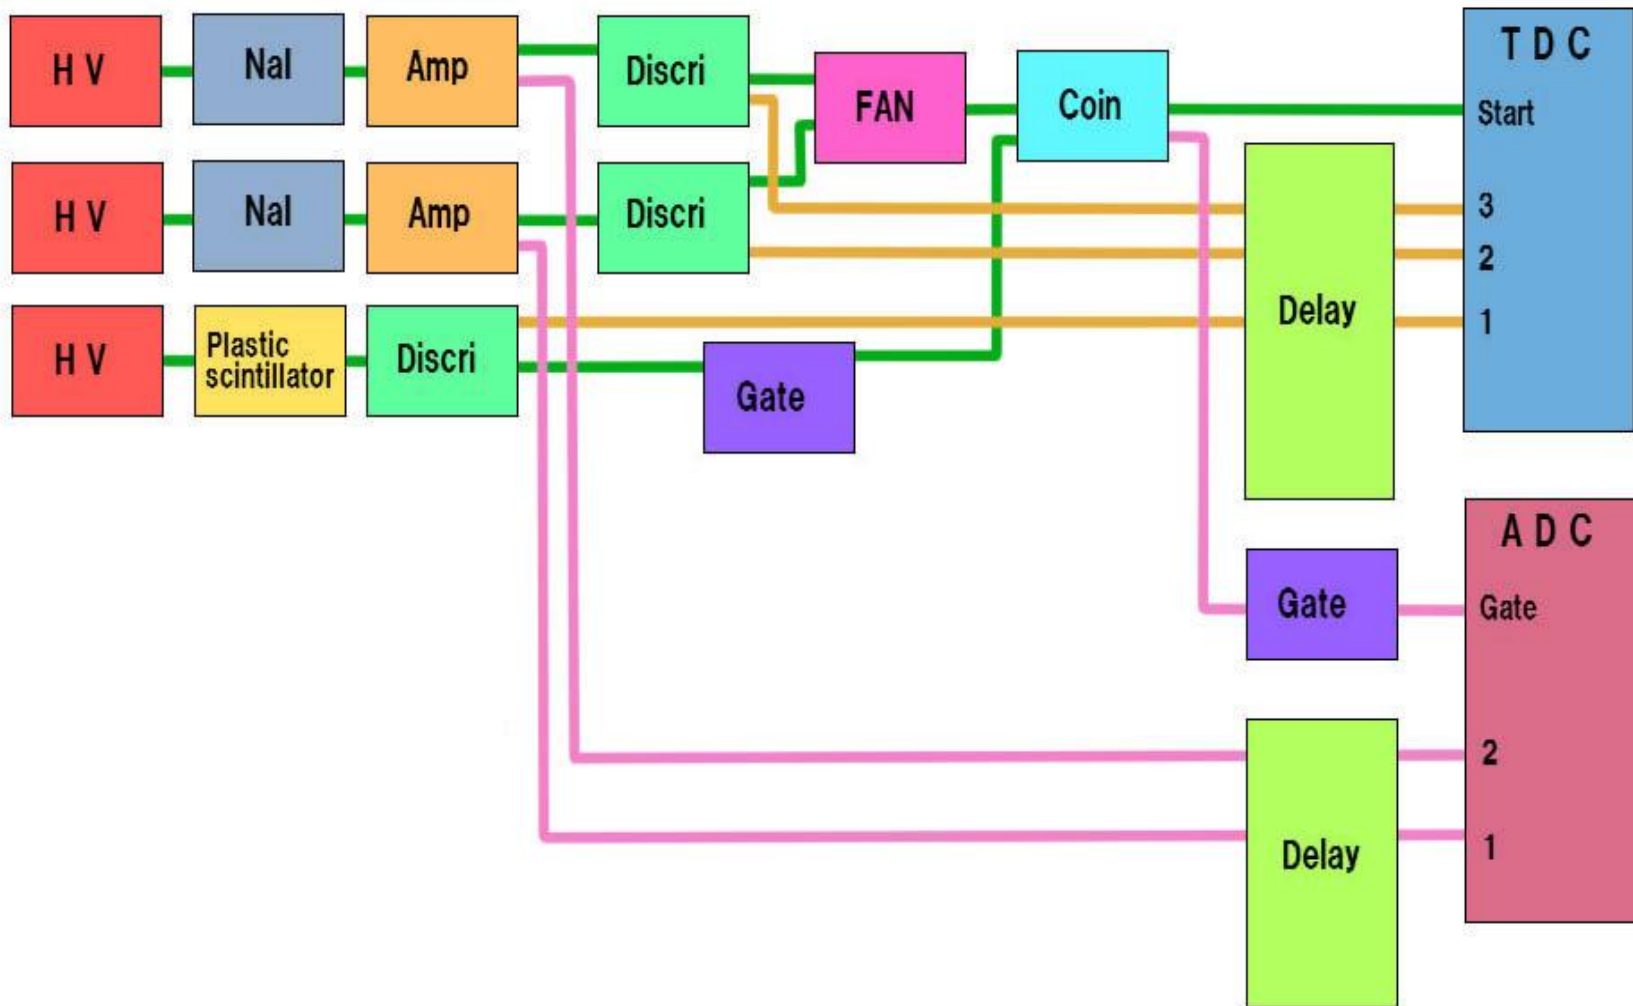 H V
NaI
Amp
Discri
FAN
Coin
T D C
Start
H V
NaI
Amp
Discri
3
2
Delay
1
H V
Plastic
scintillator
Discri
Gate
A D C
Gate
Gate
2
Delay
1